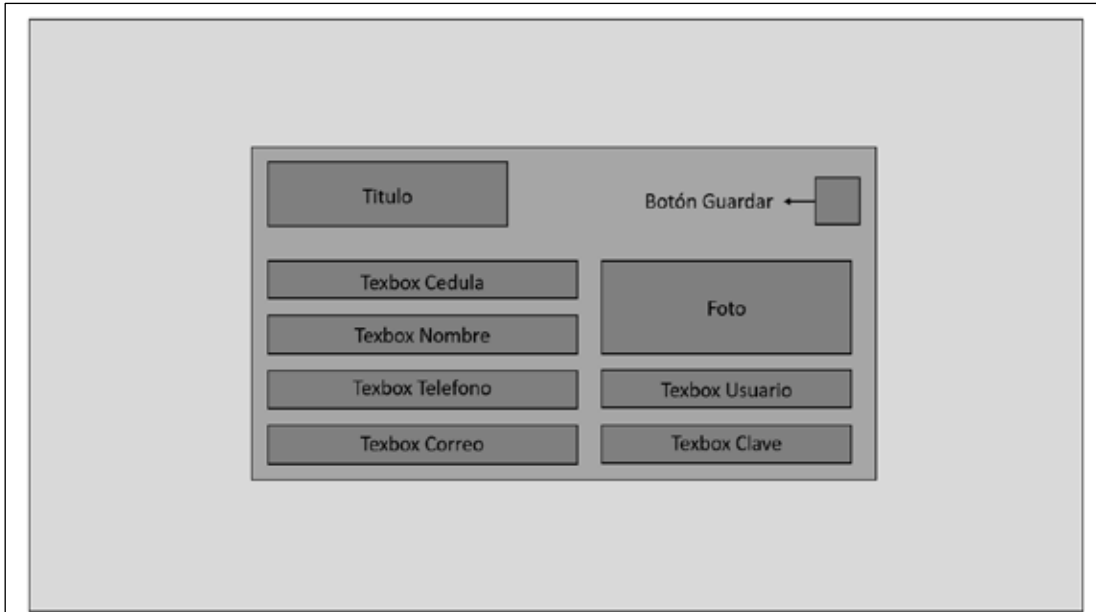 Titulo
Botón Guardar
Texbox Cedula
Texbox Nombre
Texbox Telefono
Texbox Correo
Foto
Texbox Usuario
Texbox Clave